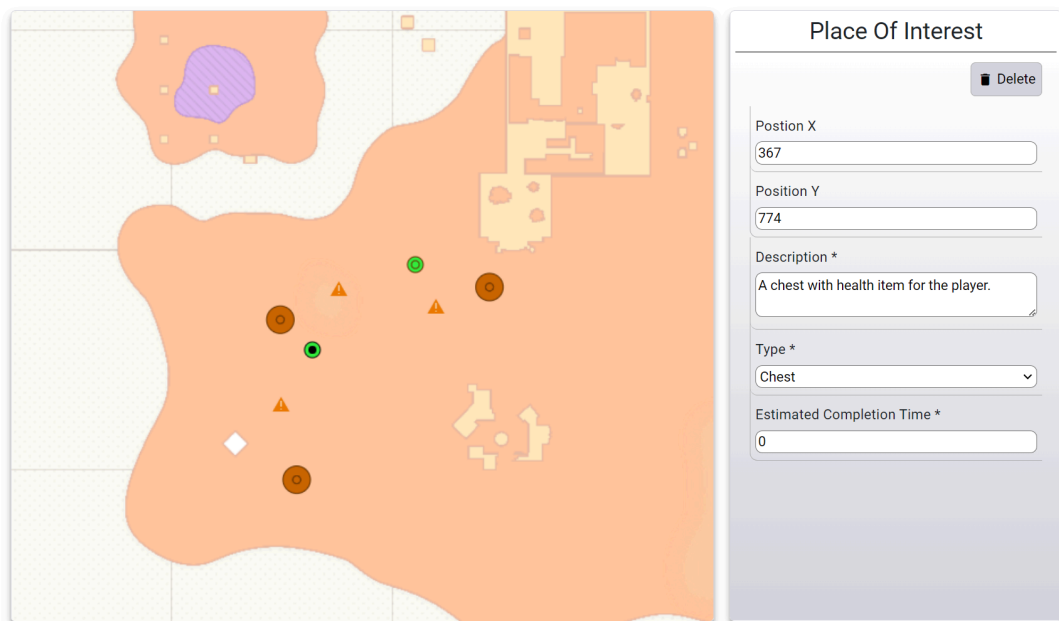 Place Of Interest
Delete
Postion X
367
Position Y
774
Description *
A chest with health item for the player.
Type *
Chest
Estimated Completion Time *
0